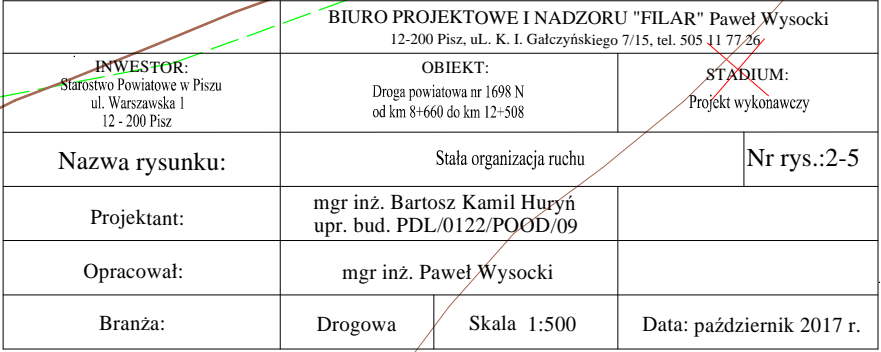 BIURO PROJEKTOWE I NADZORU "FILAR" Paweł Wysocki
12-200 Pisz, uL. K. I. Gałczyńskiego 7/15, tel. 505 11 77 26
INWESTOR:
Starostwo Powiatowe w Piszu
ul. Warszawska 1
12 - 200 Pisz
OBIEKT:
Droga powiatowa nr 1698 N
od km 8+660 do km 12+508
STADIUM:
Projekt wykonawczy
Nazwa rysunku:
Stała organizacja ruchu
Nr rys.:2-5
Projektant:
mgr inż. Bartosz Kamil Huryń
upr. bud. PDL/0122/POOD/09
Opracował:
mgr inż. Paweł Wysocki
Branża:
Drogowa
Skala 1:500
Data: październik 2017 r.